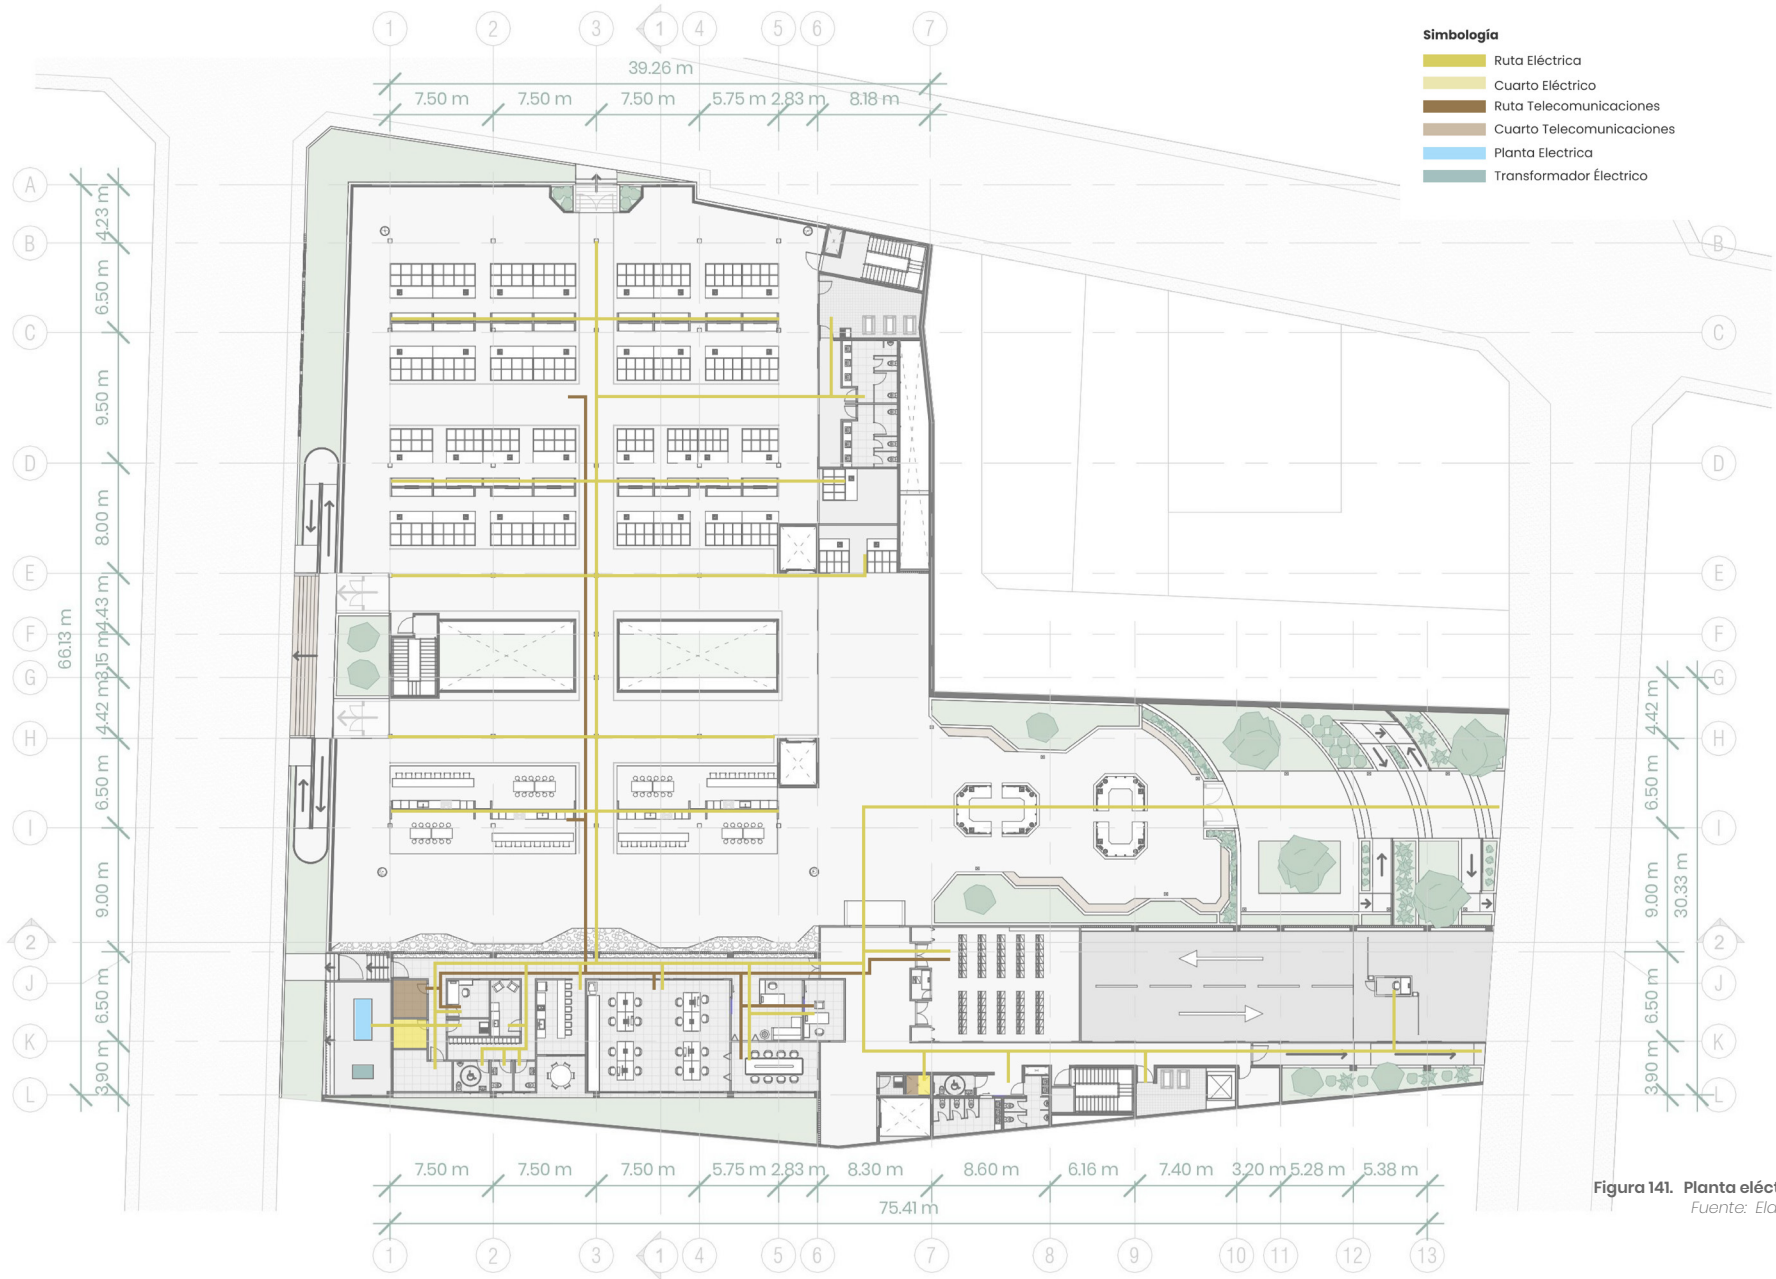 1 2 3 1 4 5 6 7
39.26 m
7.50 m 7.50 m 7.50 m 5.75 m 2.83 m 8.18 m
Simbología
Ruta Eléctrica
Cuarto Eléctrico
Ruta Telecomunicaciones
Cuarto Telecomunicaciones
Planta Electrica
Transformador Électrico
A
4.23 m
B B
6.50 m
C C
9.50 m
D D
8.00 m
E E
4.43 m
66.13 m
F F
3.15 m
G G
4.42 m 4.42 m
H H
6.50 m 6.50 m
I I
9.00 m 9.00 m
30.33 m
2 2
J J
6.50 m 6.50 m
K K
3.90 m 3.90 m
L L
7.50 m 7.50 m 7.50 m 5.75 m 2.83 m 8.30 m 8.60 m 6.16 m 7.40 m 3.20 m 5.28 m 5.38 m
75.41 m
1 2 3 1 4 5 6 7 8 9 10 11 12 13
Figura 141. Planta eléct
Fuente: Ela